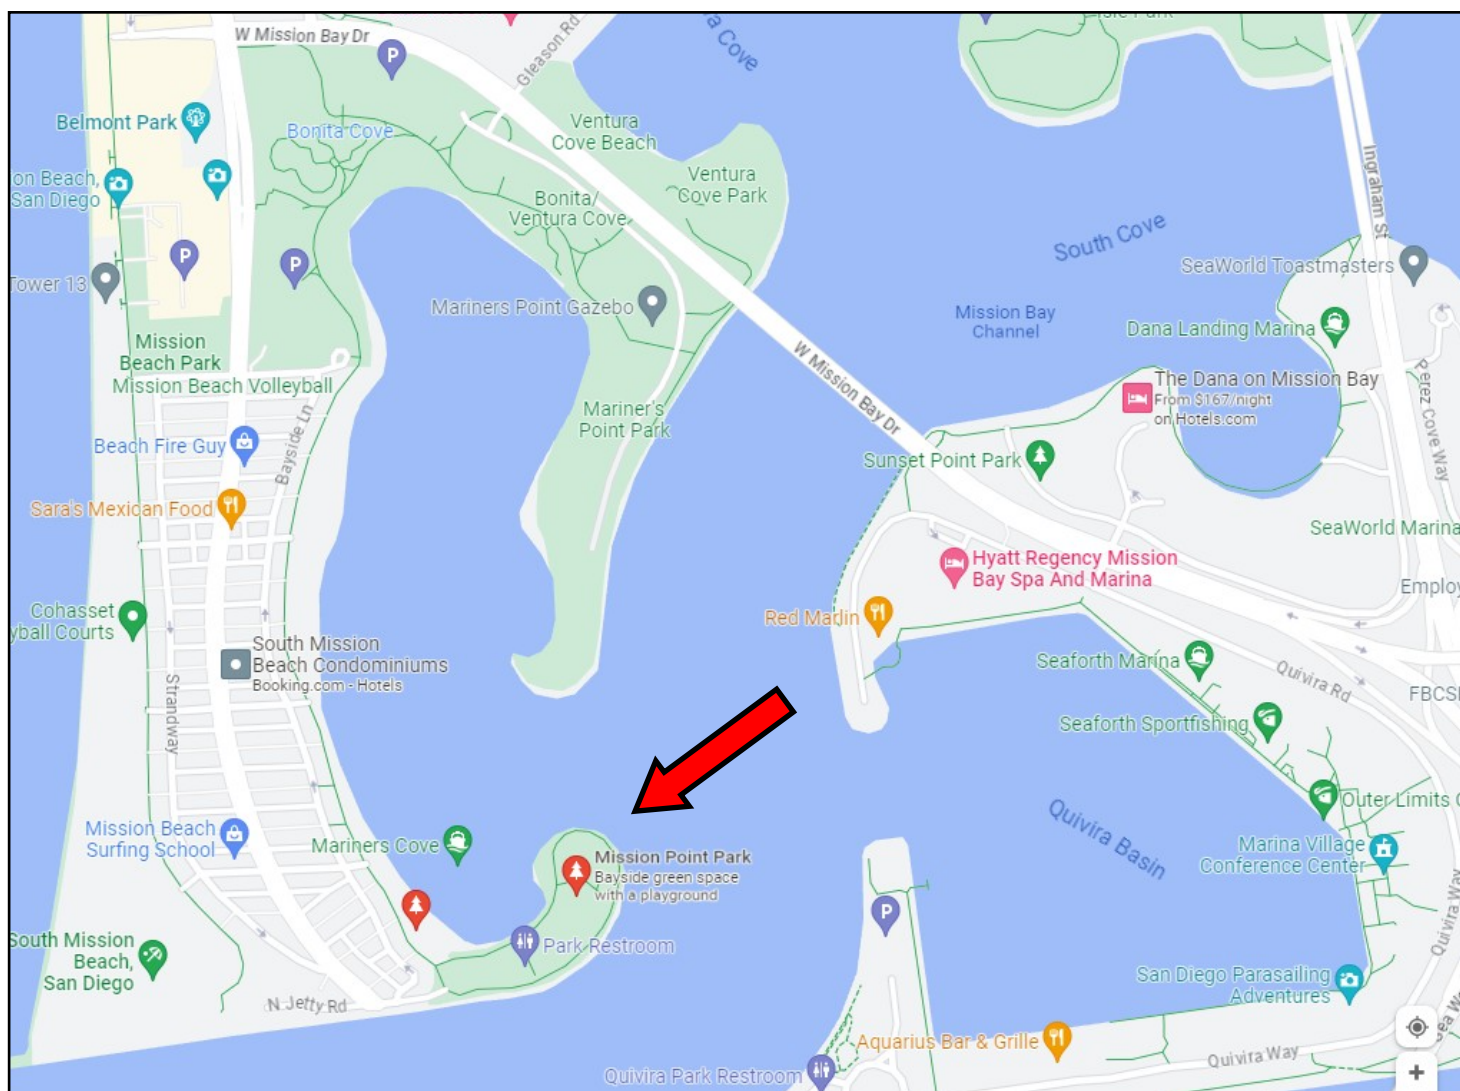 W Mission Bay Dr
Gleason Rd
Isle Park
Belmont Park
Bonita Cove
Ventura
Cove Beach
Ventura
Cove Park
on Beach,
San Diego
Bonita/
Ventura Cove
South Cove
Ingraham St
SeaWorld Toastmasters
Tower 13
Mariners Point Gazebo
Mission Bay
Channel
Dana Landing Marina
Mission
Beach Park
Mission Beach Volleyball
W Mission Bay Dr
The Dana on Mission Bay
From $167/night
on Hotels.com
Perez Cove Way
Mariner's
Point Park
Beach Fire Guy
Bayside Ln
Sunset Point Park
Sara's Mexican Food
SeaWorld Marina
Hyatt Regency Mission
Bay Spa And Marina
Employ
Cohasset
yball Courts
Red Marlin
South Mission
Beach Condominiums
Booking.com - Hotels
Seaforth Marina
Quivira Rd
FBCS
Strandway
Seaforth Sportfishing
Outer Limits
Mission Beach
Surfing School
Mariners Cove
Quivira Basin
Marina Village
Conference Center
Mission Point Park
Bayside green space
with a playground
Park Restroom
South Mission
Beach,
San Diego
Quivira Way
San Diego Parasailing
Adventures
N Jetty Rd
Aquarius Bar & Grille
Quivira Way
Sea Wo
Quivira Park Restroom